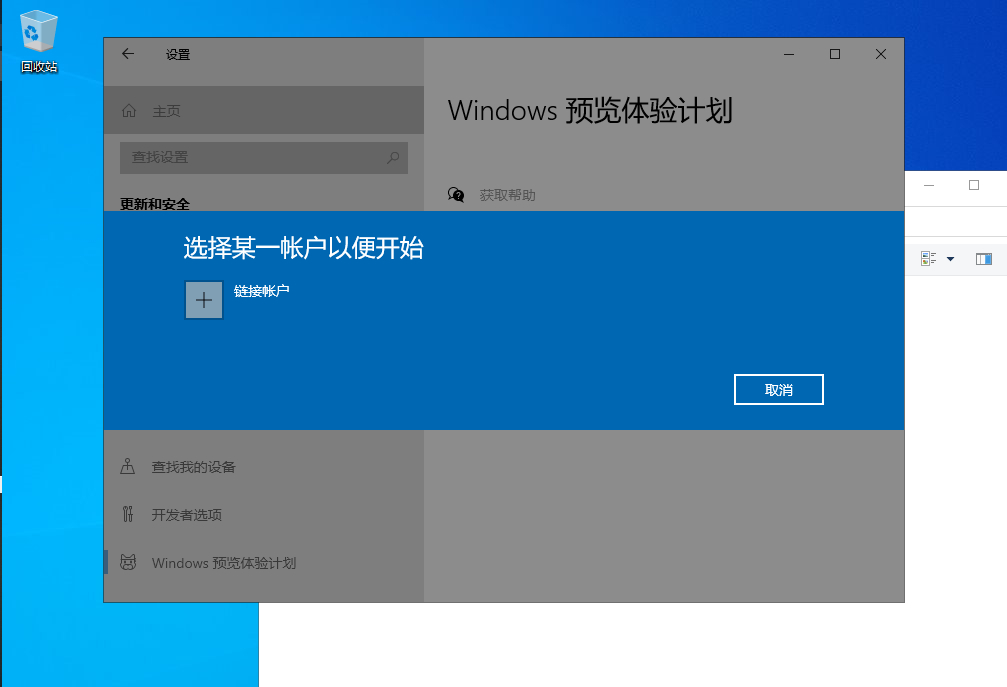 回收站
设置
主页
查找设置
更新和安全
Windows 预览体验计划
获取帮助
选择某一帐户以便开始
链接帐户
取消
查找我的设备
开发者选项
Windows 预览体验计划